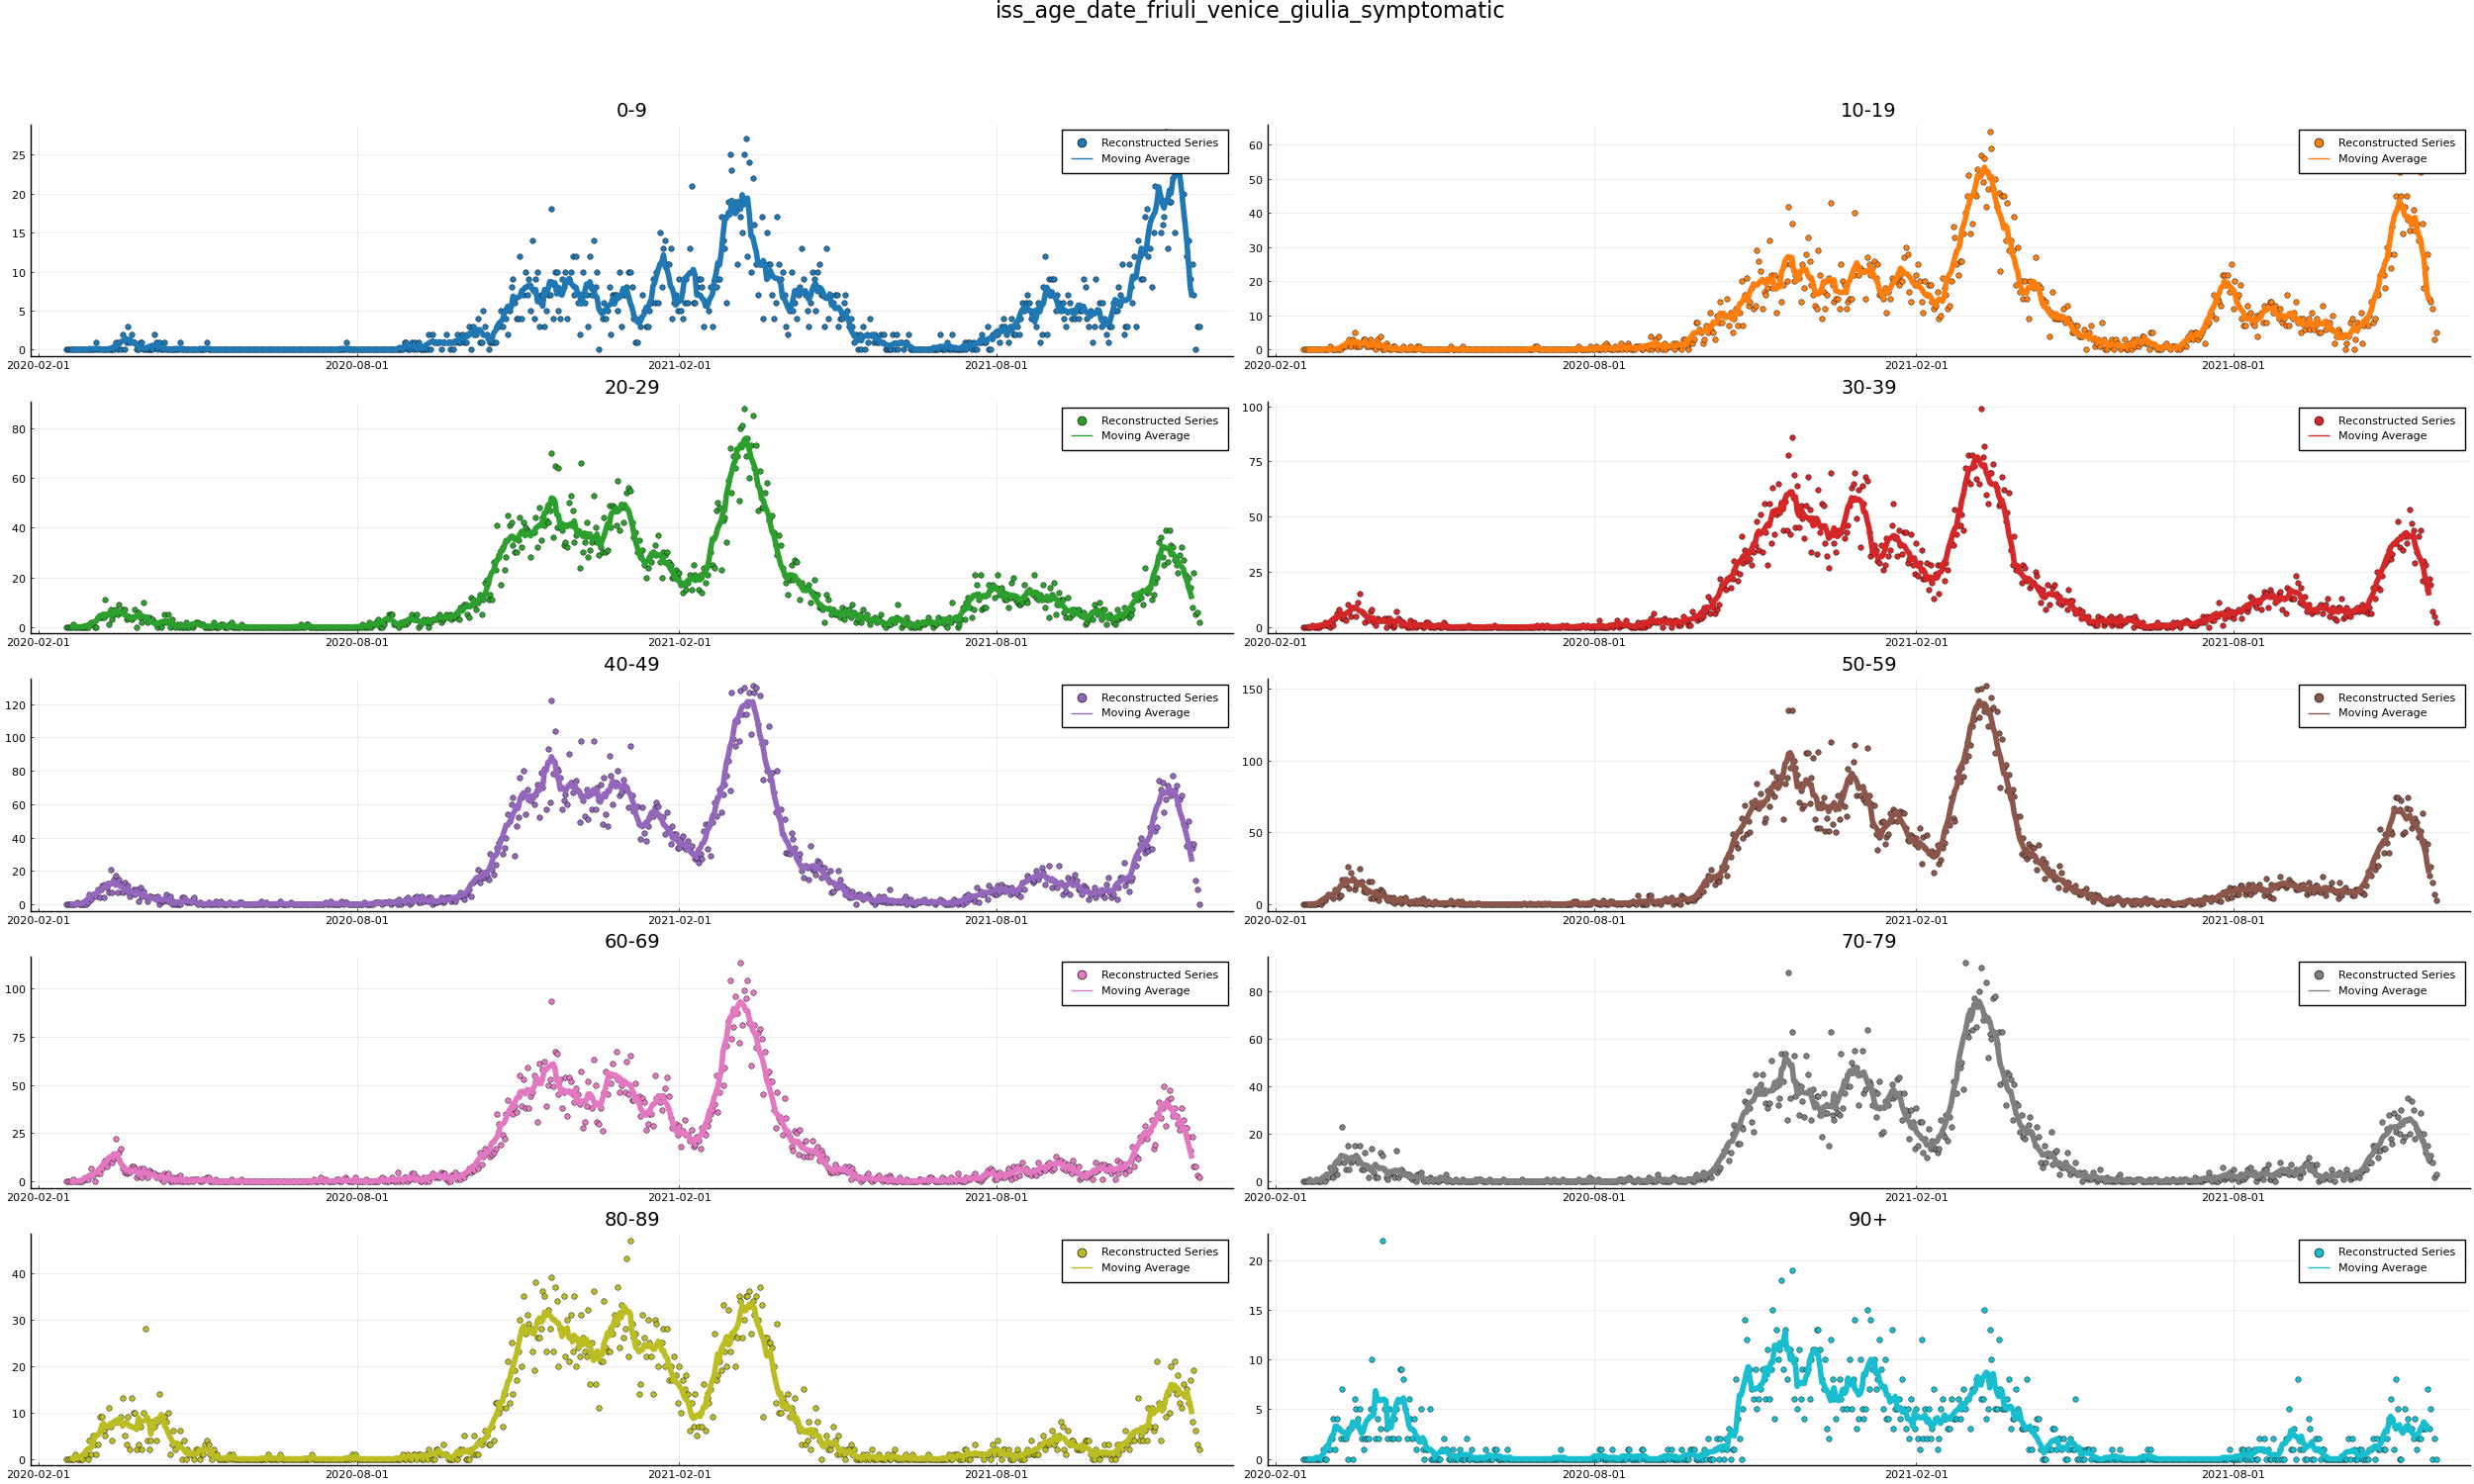 iss_age_date_friuli_venice_giulia_symptomatic
0-9
Reconstructed Series
Moving Average
25
20
15
10
5
0
2020-02-01 2020-08-01 2021-02-01 2021-08-01
10-19
Reconstructed Series
Moving Average
60
50
40
30
20
10
0
2020-02-01 2020-08-01 2021-02-01 2021-08-01
20-29
Reconstructed Series
Moving Average
80
60
40
20
0
2020-02-01 2020-08-01 2021-02-01 2021-08-01
30-39
Reconstructed Series
Moving Average
100
75
50
25
0
2020-02-01 2020-08-01 2021-02-01 2021-08-01
40-49
Reconstructed Series
Moving Average
120
100
80
60
40
20
0
2020-02-01 2020-08-01 2021-02-01 2021-08-01
50-59
Reconstructed Series
Moving Average
150
100
50
0
2020-02-01 2020-08-01 2021-02-01 2021-08-01
60-69
Reconstructed Series
Moving Average
100
75
50
25
0
2020-02-01 2020-08-01 2021-02-01 2021-08-01
70-79
Reconstructed Series
Moving Average
80
60
40
20
0
2020-02-01 2020-08-01 2021-02-01 2021-08-01
80-89
Reconstructed Series
Moving Average
40
30
20
10
0
2020-02-01 2020-08-01 2021-02-01 2021-08-01
90+
Reconstructed Series
Moving Average
20
15
10
5
0
2020-02-01 2020-08-01 2021-02-01 2021-08-01